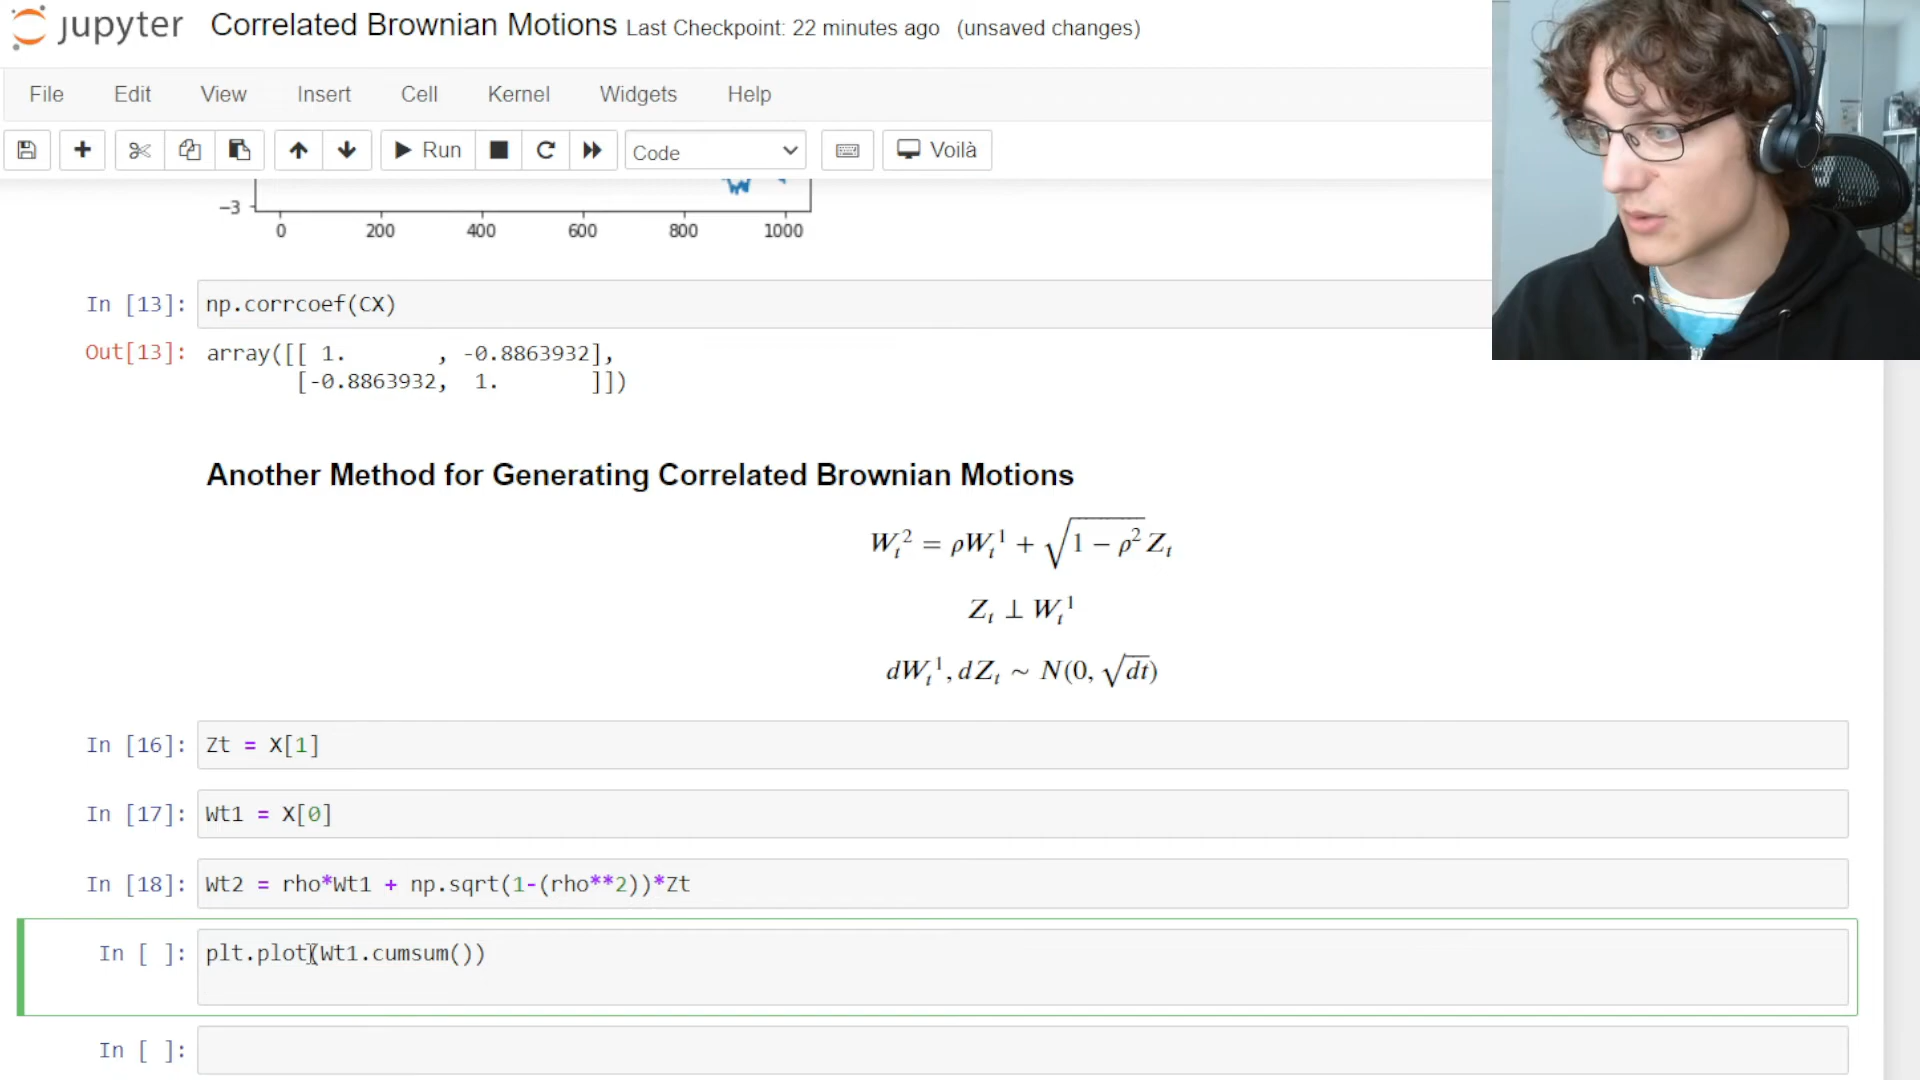 jupyter Correlated Brownian Motions Last Checkpoint: 22 minutes ago (unsaved changes)
File Edit View Insert Cell Kernel Widgets Help
Run Code Voilà
−3
0 200 400 600 800 1000
In [13]: np.corrcoef(CX)
Out[13]: array([[ 1.       , -0.8863932],
[-0.8863932,  1.       ]])
Another Method for Generating Correlated Brownian Motions
W_t^2 = ρW_t^1 + √(1 − ρ^2) Z_t
Z_t ⊥ W_t^1
dW_t^1, dZ_t ~ N(0, √dt)
In [16]: Zt = X[1]
In [17]: Wt1 = X[0]
In [18]: Wt2 = rho*Wt1 + np.sqrt(1-(rho**2))*Zt
In [ ]: plt.plot(Wt1.cumsum())
In [ ]: